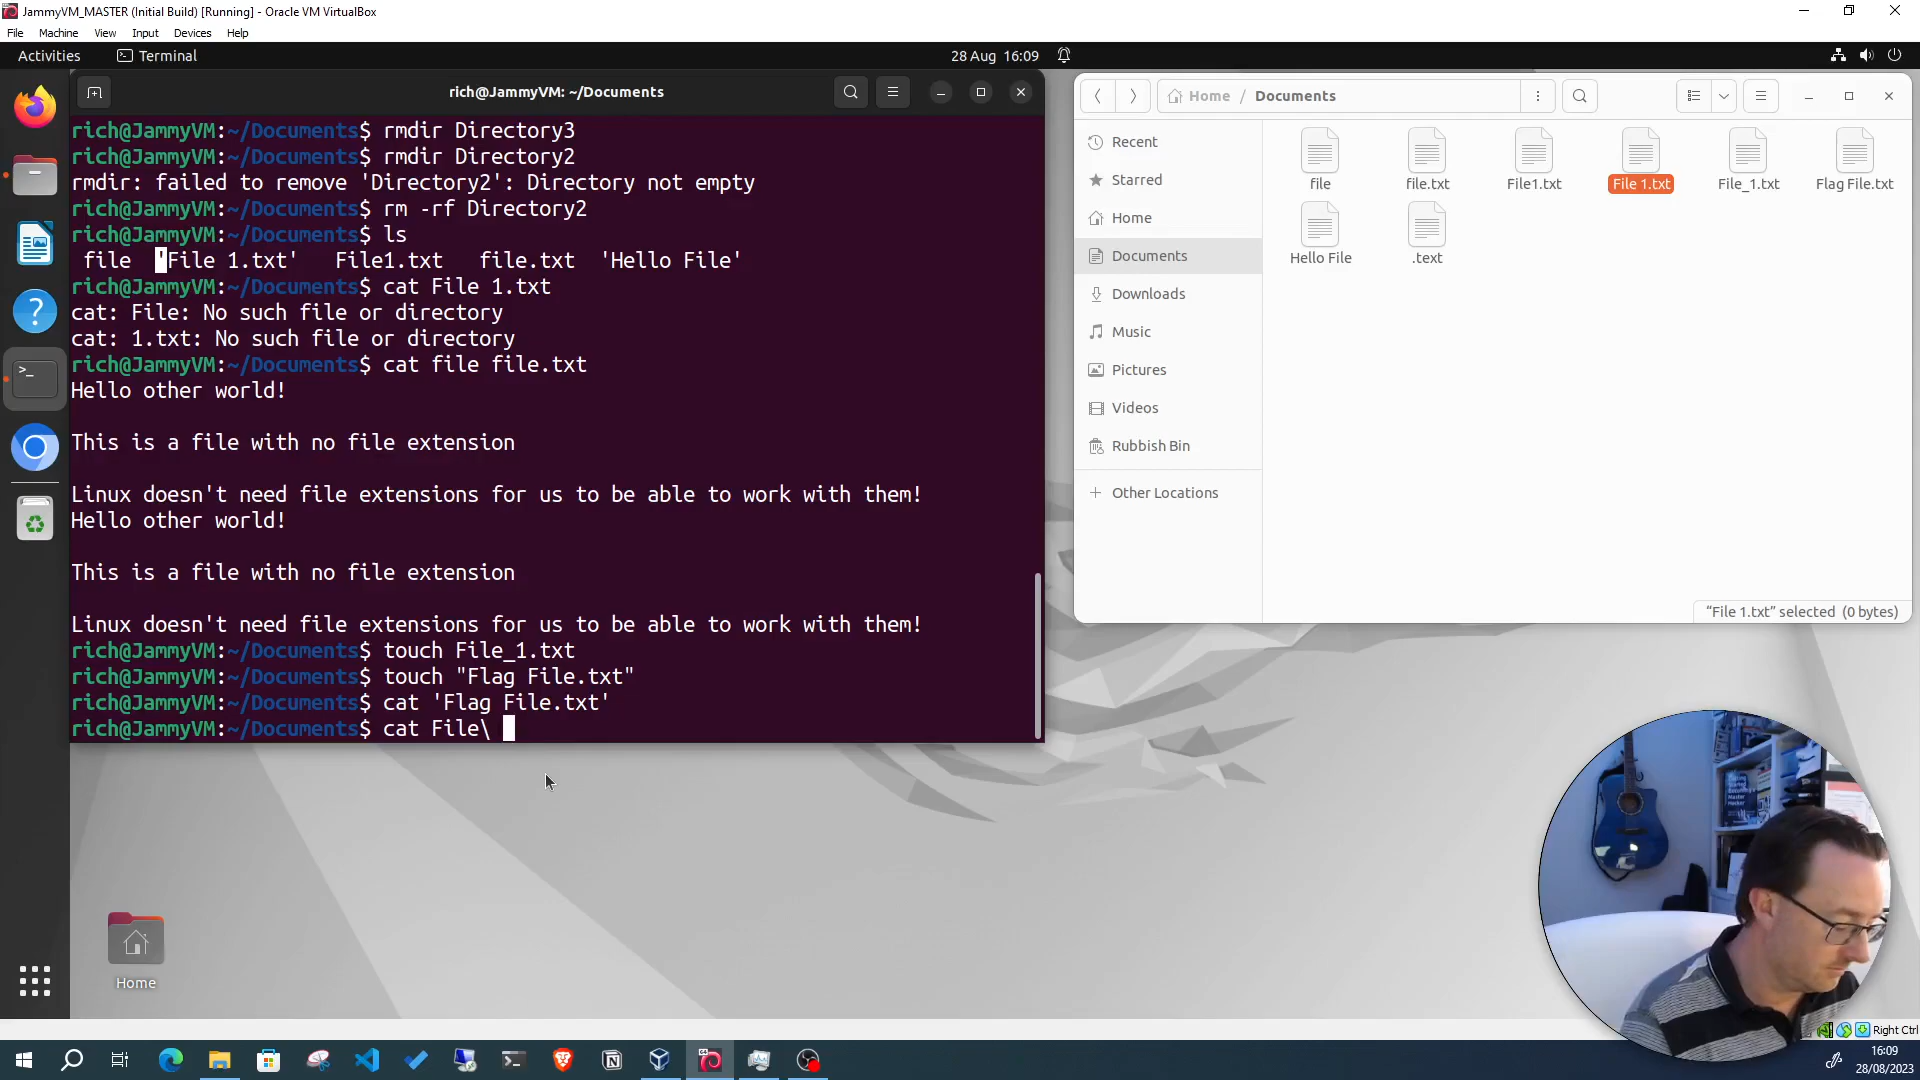 JammyVM_MASTER (Initial Build) [Running] - Oracle VM VirtualBox
File Machine View Input Devices Help
Activities Terminal 28 Aug 16:09
rich@JammyVM: ~/Documents
rich@JammyVM:~/Documents$ rmdir Directory3
rich@JammyVM:~/Documents$ rmdir Directory2
rmdir: failed to remove 'Directory2': Directory not empty
rich@JammyVM:~/Documents$ rm -rf Directory2
rich@JammyVM:~/Documents$ ls
file 'File 1.txt' File1.txt file.txt 'Hello File'
rich@JammyVM:~/Documents$ cat File 1.txt
cat: File: No such file or directory
cat: 1.txt: No such file or directory
rich@JammyVM:~/Documents$ cat file file.txt
Hello other world!
This is a file with no file extension
Linux doesn't need file extensions for us to be able to work with them!
Hello other world!
This is a file with no file extension
Linux doesn't need file extensions for us to be able to work with them!
rich@JammyVM:~/Documents$ touch File_1.txt
rich@JammyVM:~/Documents$ touch "Flag File.txt"
rich@JammyVM:~/Documents$ cat 'Flag File.txt'
rich@JammyVM:~/Documents$ cat File\
Home / Documents
Recent
Starred
Home
Documents
Downloads
Music
Pictures
Videos
Rubbish Bin
Other Locations
file file.txt File1.txt File 1.txt File_1.txt Flag File.txt
Hello File .text
"File 1.txt" selected (0 bytes)
Home
Right Ctrl
16:09
28/08/2023